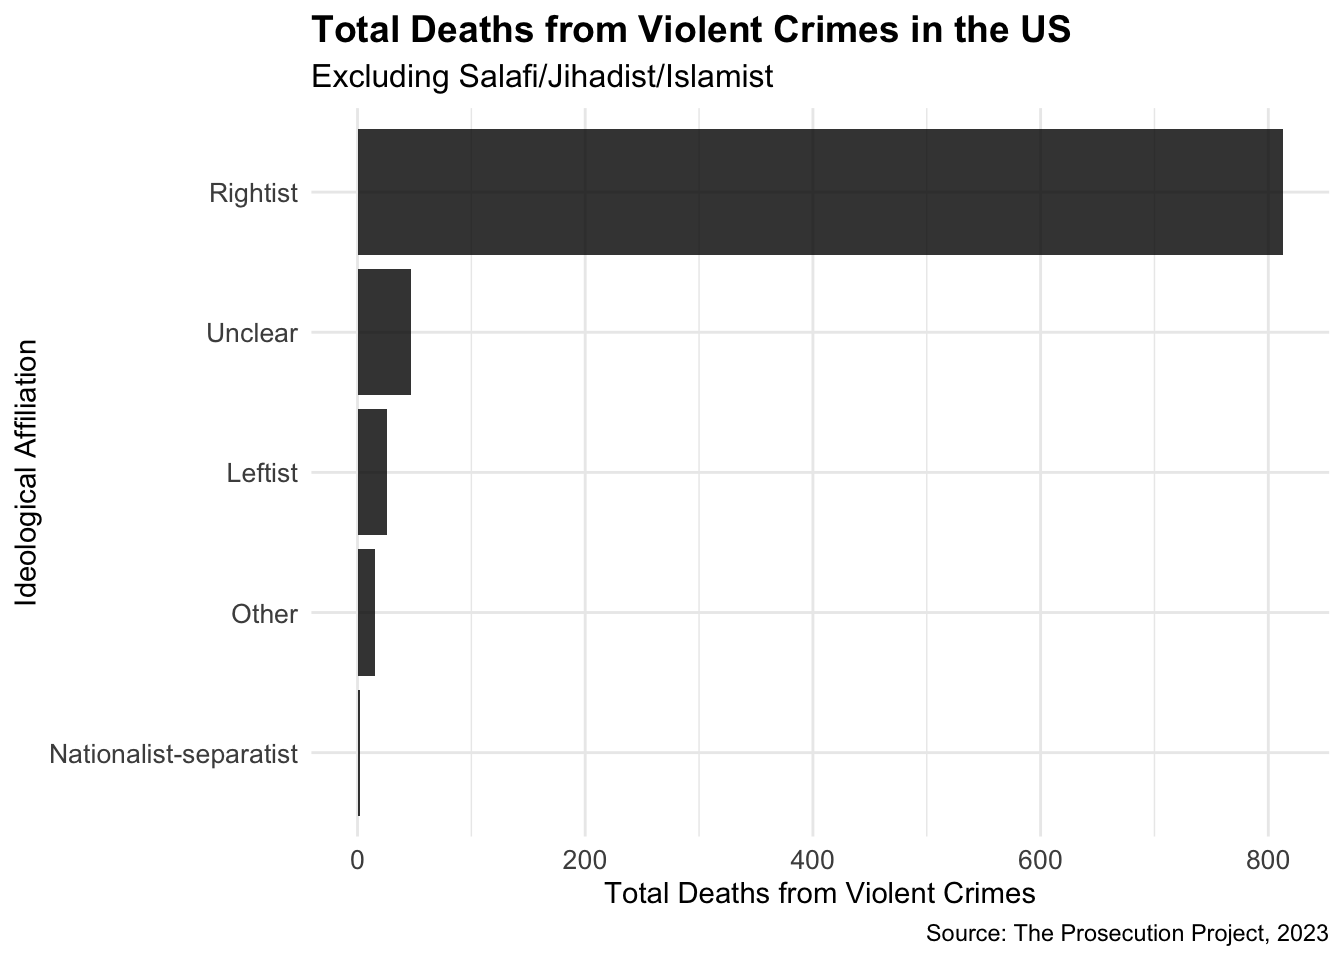 Total Deaths from Violent Crimes in the US
Excluding Salafi/Jihadist/Islamist
Ideological Affiliation
Rightist
Unclear
Leftist
Other
Nationalist-separatist
0 200 400 600 800
Total Deaths from Violent Crimes
Source: The Prosecution Project, 2023